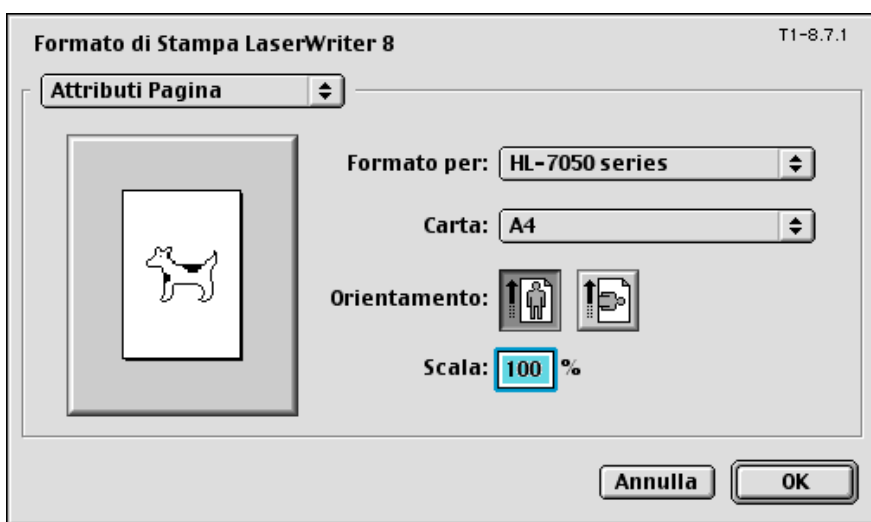 Formato di Stampa LaserWriter 8
T1-8.7.1
Attributi Pagina
Formato per: HL-7050 series
Carta: A4
Orientamento:
Scala: 100 %
Annulla OK